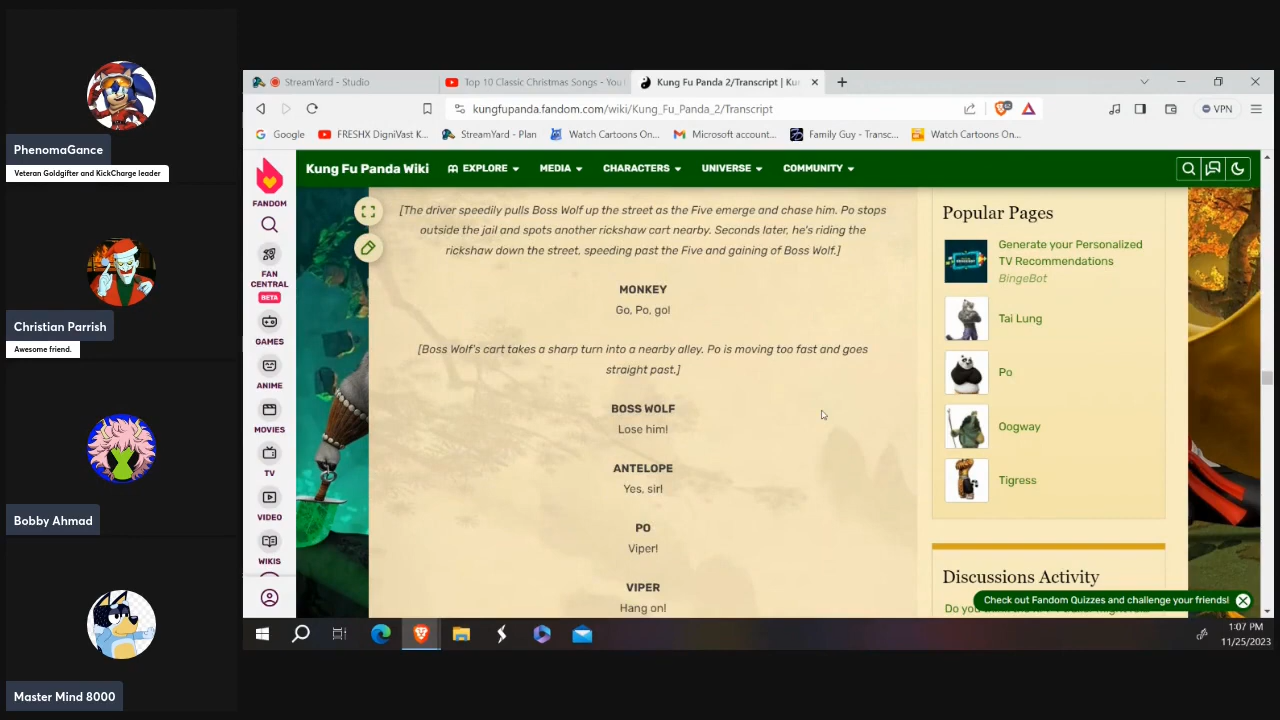 PhenomaGance
Veteran Goldgifter and KickCharge leader
Christian Parrish
Awesome friend.
Bobby Ahmad
Master Mind 8000
StreamYard - Studio
Top 10 Classic Christmas Songs - You
Kung Fu Panda 2/Transcript | Ku
kungfupanda.fandom.com/wiki/Kung_Fu_Panda_2/Transcript
VPN
Google
FRESHX DigniVast K...
StreamYard - Plan
Watch Cartoons On...
Microsoft account...
Family Guy - Transc...
Watch Cartoons On...
Kung Fu Panda Wiki
EXPLORE
MEDIA
CHARACTERS
UNIVERSE
COMMUNITY
FANDOM
FAN
CENTRAL
BETA
GAMES
ANIME
MOVIES
TV
VIDEO
WIKIS
[The driver speedily pulls Boss Wolf up the street as the Five emerge and chase him. Po stops
outside the jail and spots another rickshaw cart nearby. Seconds later, he's riding the
rickshaw down the street, speeding past the Five and gaining of Boss Wolf.]
MONKEY
Go, Po, go!
[Boss Wolf's cart takes a sharp turn into a nearby alley. Po is moving too fast and goes
straight past.]
BOSS WOLF
Lose him!
ANTELOPE
Yes, sir!
PO
Viper!
VIPER
Hang on!
Popular Pages
Generate your Personalized
TV Recommendations
BingeBot
Tai Lung
Po
Oogway
Tigress
Discussions Activity
Check out Fandom Quizzes and challenge your friends!
1:07 PM
11/25/2023